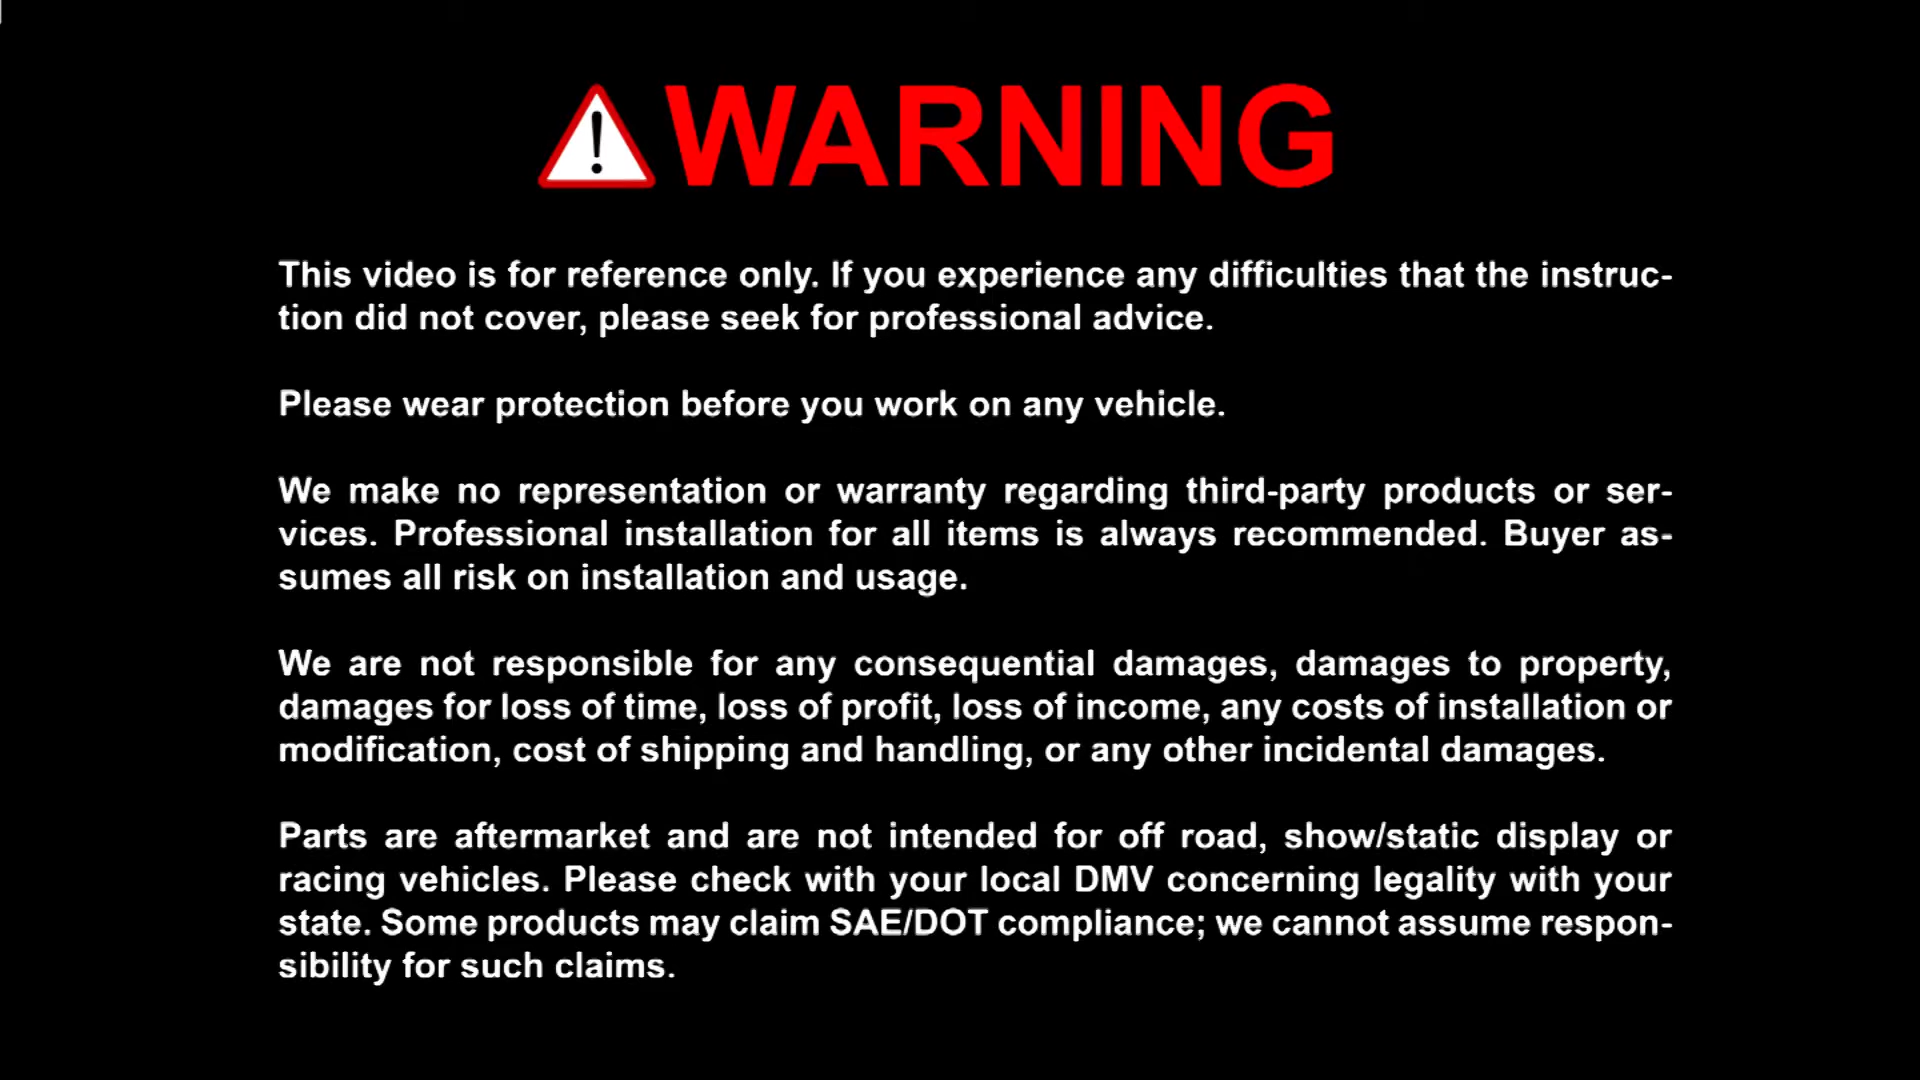 WARNING
This video is for reference only. If you experience any difficulties that the instruc-
tion did not cover, please seek for professional advice.
Please wear protection before you work on any vehicle.
We make no representation or warranty regarding third-party products or ser-
vices. Professional installation for all items is always recommended. Buyer as-
sumes all risk on installation and usage.
We are not responsible for any consequential damages, damages to property,
damages for loss of time, loss of profit, loss of income, any costs of installation or
modification, cost of shipping and handling, or any other incidental damages.
Parts are aftermarket and are not intended for off road, show/static display or
racing vehicles. Please check with your local DMV concerning legality with your
state. Some products may claim SAE/DOT compliance; we cannot assume respon-
sibility for such claims.